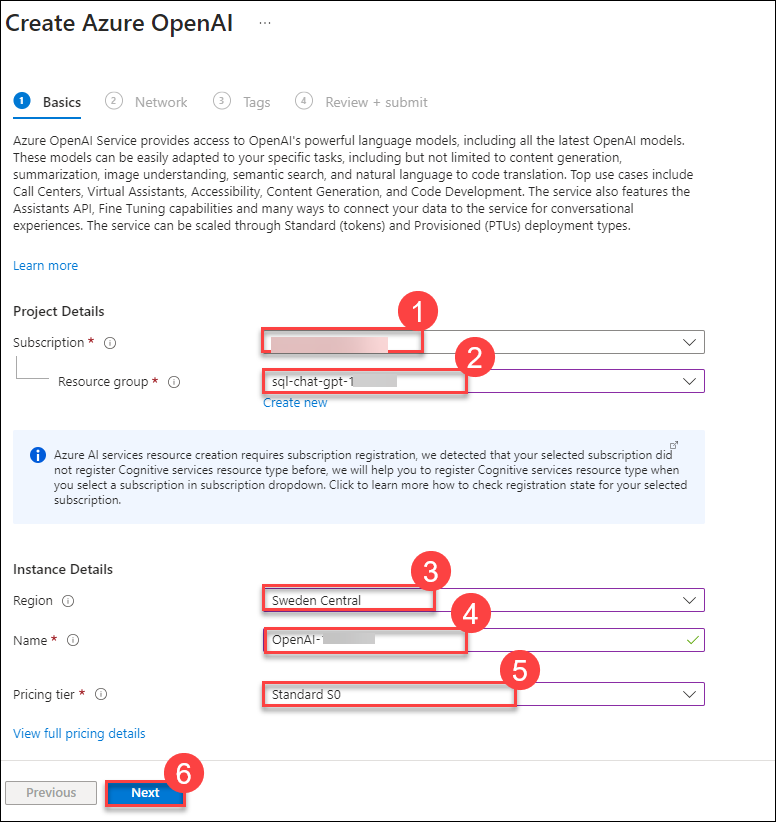 Create Azure OpenAI ...
1 Basics 2 Network 3 Tags 4 Review + submit
Azure OpenAI Service provides access to OpenAI's powerful language models, including all the latest OpenAI models.
These models can be easily adapted to your specific tasks, including but not limited to content generation,
summarization, image understanding, semantic search, and natural language to code translation. Top use cases include
Call Centers, Virtual Assistants, Accessibility, Content Generation, and Code Development. The service also features the
Assistants API, Fine Tuning capabilities and many ways to connect your data to the service for conversational
experiences. The service can be scaled through Standard (tokens) and Provisioned (PTUs) deployment types.
Learn more
Project Details
1
Subscription *
2
Resource group * sql-chat-gpt-1
Create new
Azure AI services resource creation requires subscription registration, we detected that your selected subscription did
not register Cognitive services resource type before, we will help you to register Cognitive services resource type when
you select a subscription in subscription dropdown. Click to learn more how to check registration state for your selected
subscription.
Instance Details
3
Region Sweden Central
4
Name * OpenAI-
5
Pricing tier * Standard S0
View full pricing details
6
Previous Next